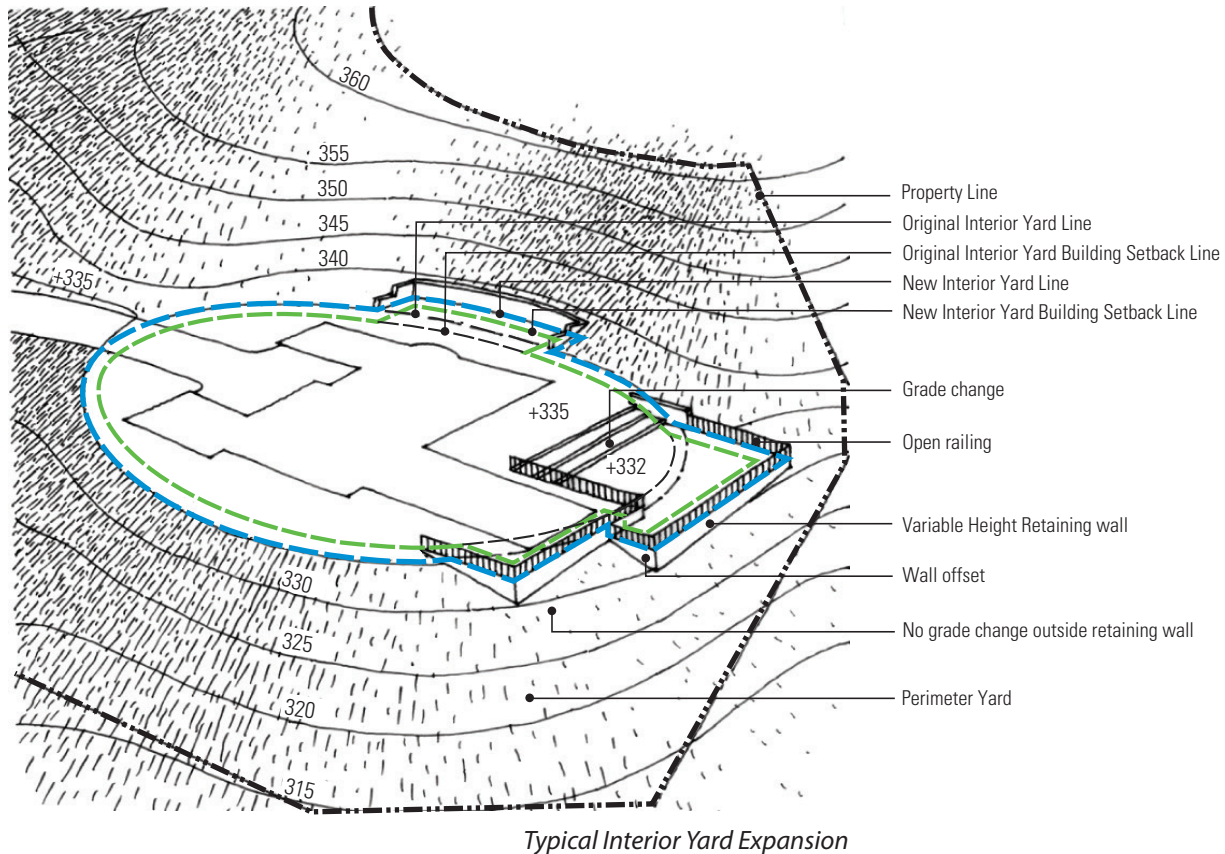 360
355
350
345
340
+335
+335
+332
330
325
320
315
Property Line
Original Interior Yard Line
Original Interior Yard Building Setback Line
New Interior Yard Line
New Interior Yard Building Setback Line
Grade change
Open railing
Variable Height Retaining wall
Wall offset
No grade change outside retaining wall
Perimeter Yard
Typical Interior Yard Expansion